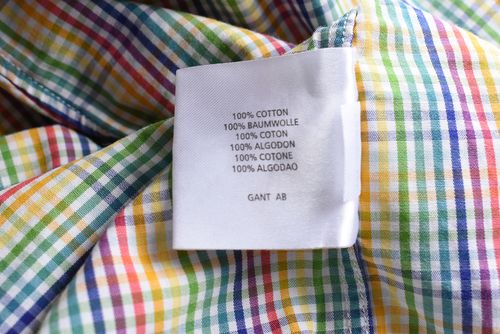 100% COTTON
100% BAUMWOLLE
100% COTON
100% ALGODON
100% COTONE
100% ALGODAO
GANT AB